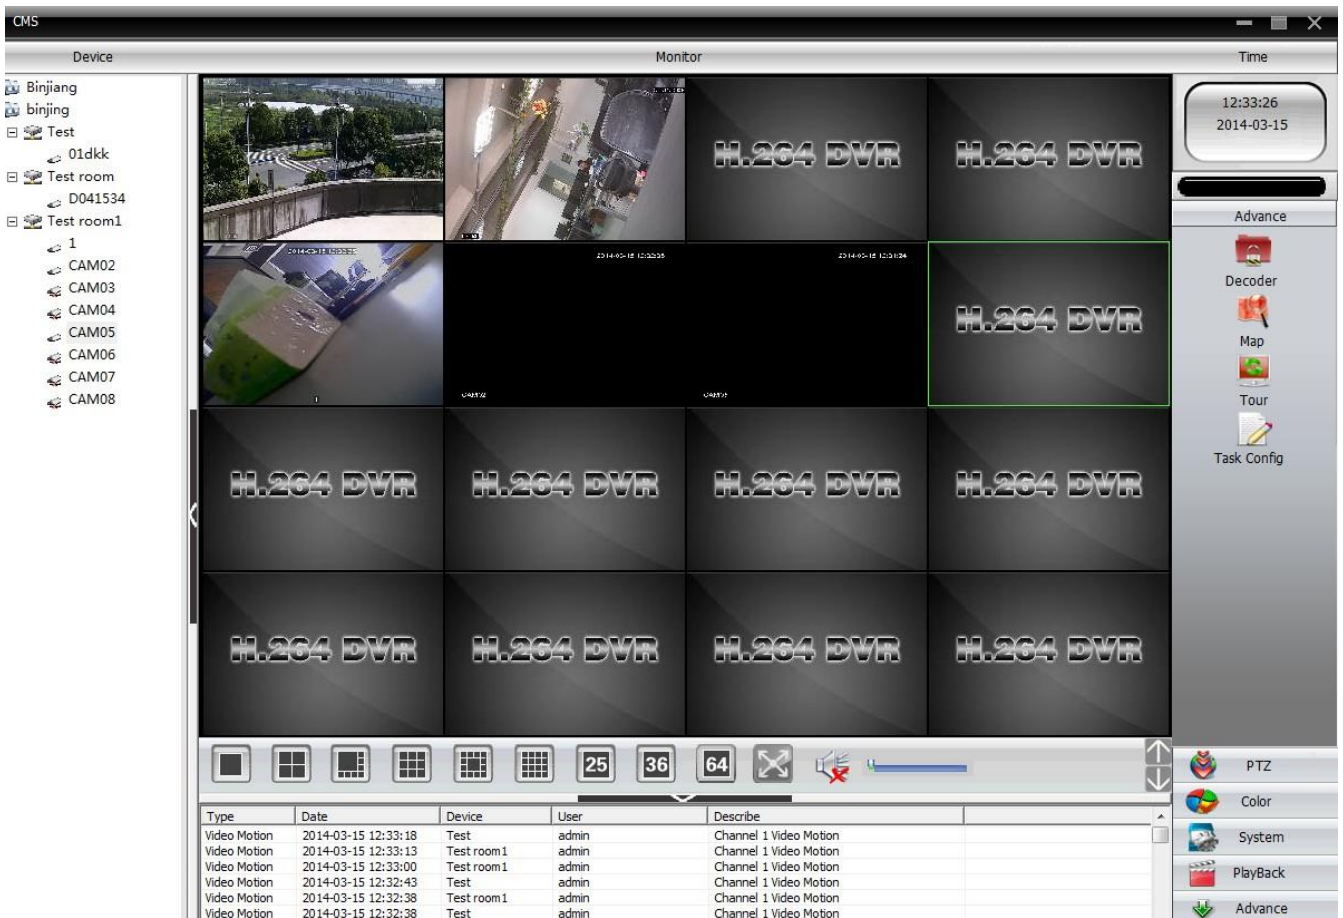 CMS
Device
Monitor
Time
Binjiang
binjing
Test
01dkk
Test room
D041534
Test room1
1
CAM02
CAM03
CAM04
CAM05
CAM06
CAM07
CAM08
H.264 DVR
H.264 DVR
1
CAM02
H.264 DVR
H.264 DVR
H.264 DVR
H.264 DVR
H.264 DVR
H.264 DVR
H.264 DVR
H.264 DVR
H.264 DVR
12:33:26
2014-03-15
Advance
Decoder
Map
Tour
Task Config
25
36
64
PTZ
Color
System
PlayBack
Advance
Type Date Device User Describe
Video Motion 2014-03-15 12:33:18 Test admin Channel 1 Video Motion
Video Motion 2014-03-15 12:33:13 Test room1 admin Channel 1 Video Motion
Video Motion 2014-03-15 12:33:00 Test room1 admin Channel 1 Video Motion
Video Motion 2014-03-15 12:32:43 Test admin Channel 1 Video Motion
Video Motion 2014-03-15 12:32:38 Test room1 admin Channel 1 Video Motion
Video Motion 2014-03-15 12:32:38 Test admin Channel 1 Video Motion